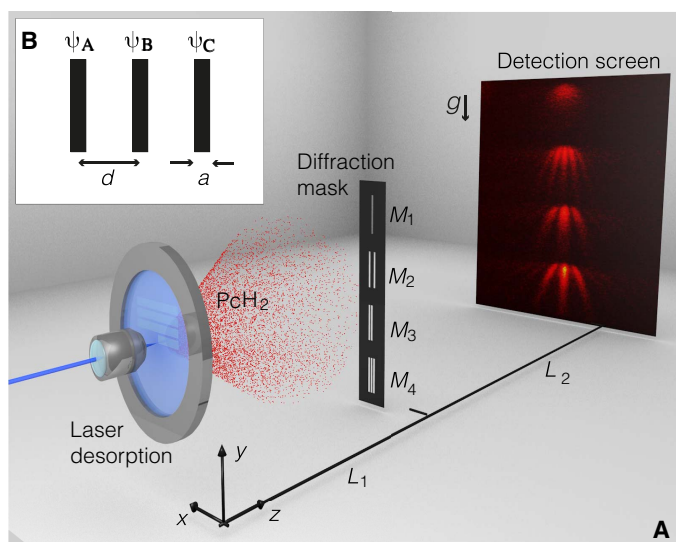 B
ψA
ψB
ψC
d
a
Detection screen
g
Diffraction
mask
M1
M2
M3
M4
PcH2
Laser
desorption
y
x
z
L1
L2
A